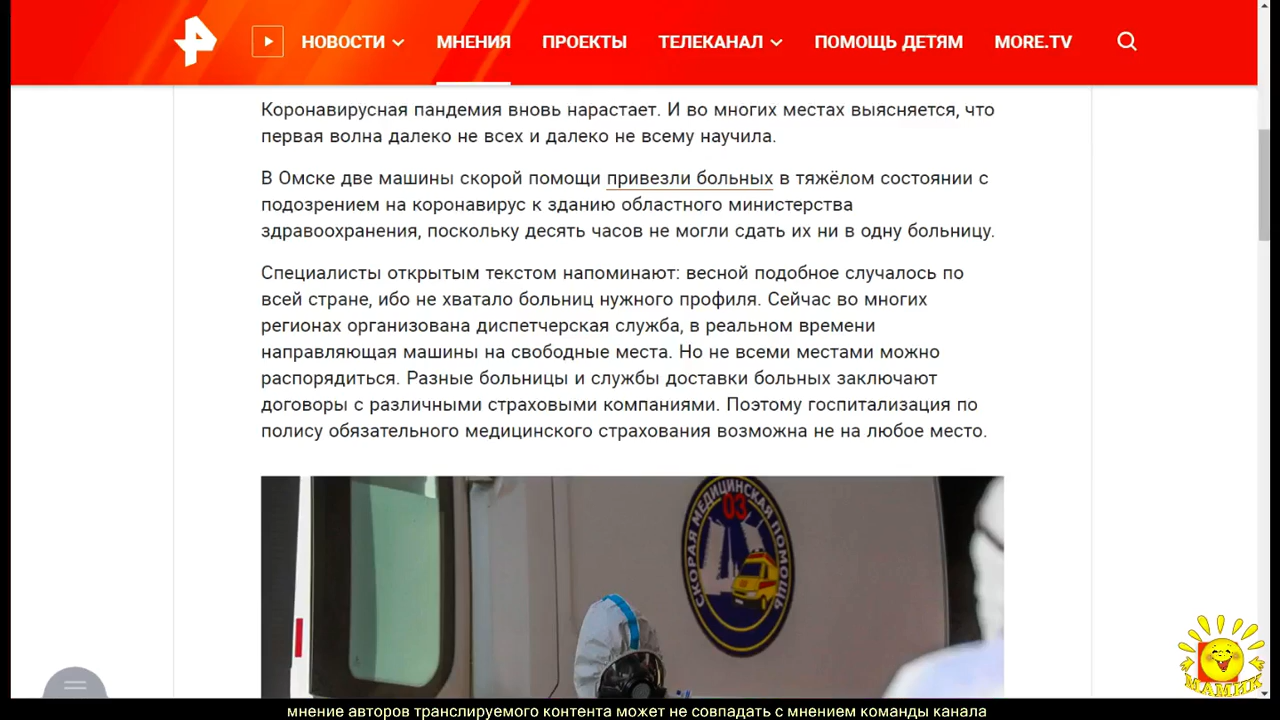 НОВОСТИ МНЕНИЯ ПРОЕКТЫ ТЕЛЕКАНАЛ ПОМОЩЬ ДЕТЯМ MORE.TV
Коронавирусная пандемия вновь нарастает. И во многих местах выясняется, что
первая волна далеко не всех и далеко не всему научила.
В Омске две машины скорой помощи привезли больных в тяжёлом состоянии с
подозрением на коронавирус к зданию областного министерства
здравоохранения, поскольку десять часов не могли сдать их ни в одну больницу.
Специалисты открытым текстом напоминают: весной подобное случалось по
всей стране, ибо не хватало больниц нужного профиля. Сейчас во многих
регионах организована диспетчерская служба, в реальном времени
направляющая машины на свободные места. Но не всеми местами можно
распорядиться. Разные больницы и службы доставки больных заключают
договоры с различными страховыми компаниями. Поэтому госпитализация по
полису обязательного медицинского страхования возможна не на любое место.
СКОРАЯ МЕДИЦИНСКАЯ ПОМОЩЬ
03
МАМИК
мнение авторов транслируемого контента может не совпадать с мнением команды канала